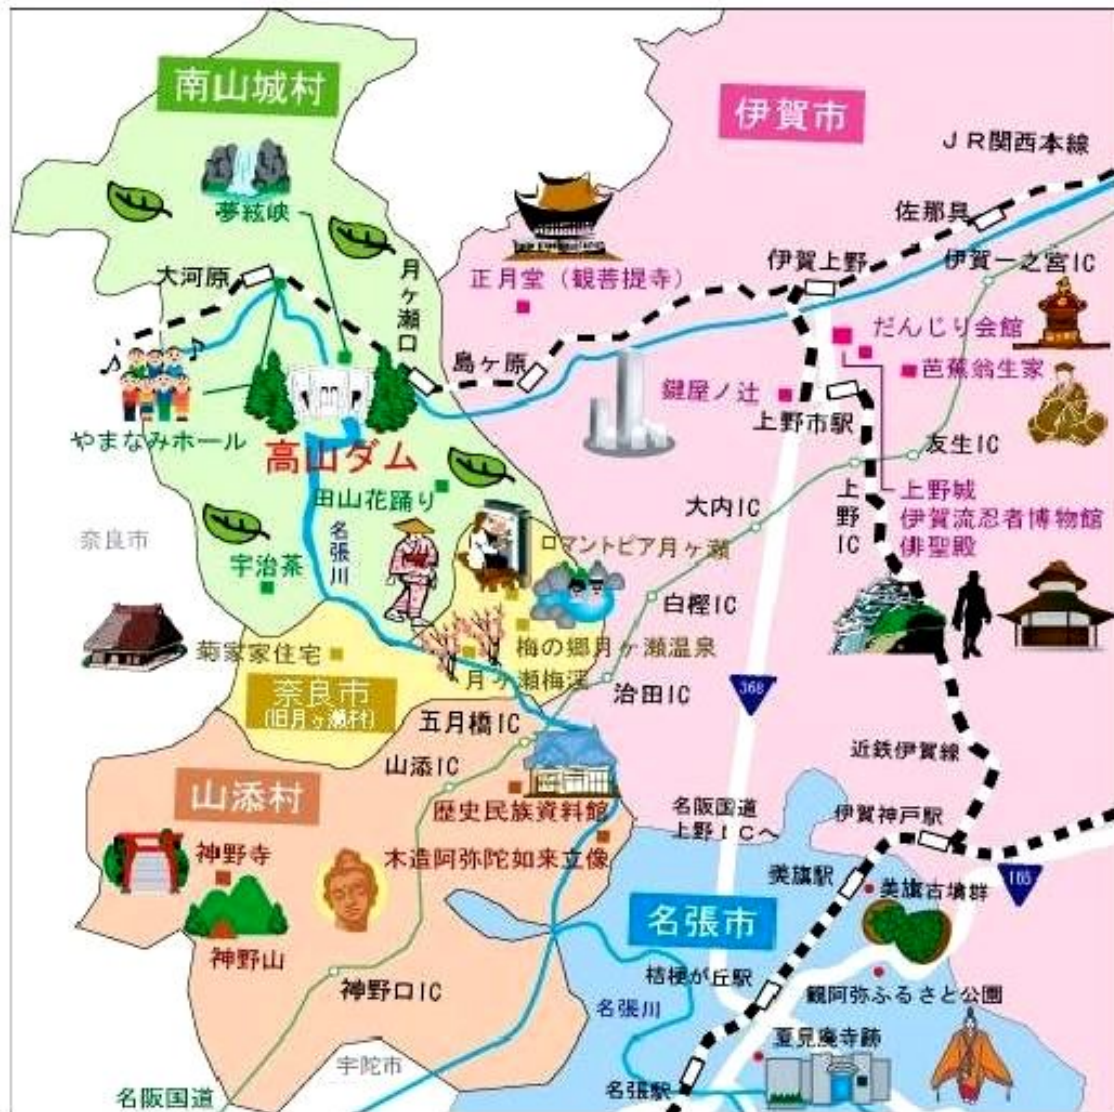 南山城村
伊賀市
JR関西本線
夢絃峡
佐那具
大河原
月ヶ瀬口
正月堂（観菩提寺）
伊賀上野
伊賀一之宮IC
だんじり会館
島ヶ原
鍵屋ノ辻
芭蕉翁生家
上野市駅
やまなみホール
高山ダム
友生IC
田山花踊り
大内IC
上野IC
上野城
伊賀流忍者博物館
俳聖殿
奈良市
名張川
ロマントピア月ヶ瀬
宇治茶
白樫IC
菊家家住宅
梅の郷月ヶ瀬温泉
月ヶ瀬梅渓
奈良市
(旧月ヶ瀬村)
治田IC
368
五月橋IC
山添IC
近鉄伊賀線
山添村
歴史民族資料館
名阪国道
上野ICへ
伊賀神戸駅
神野寺
木造阿弥陀如来立像
美旗駅
美旗古墳群
165
名張市
神野山
桔梗が丘駅
神野口IC
名張川
観阿弥ふるさと公園
夏見廃寺跡
宇陀市
名張駅
名阪国道